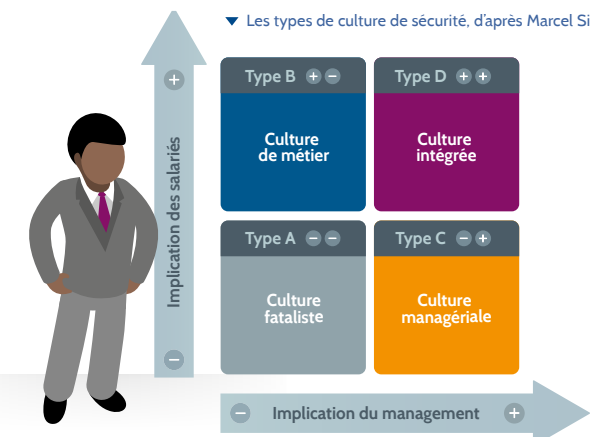 ▼ Les types de culture de sécurité, d'après Marcel Si
Type B + −
Type D + +
Culture
de métier
Culture
intégrée
Type A − −
Type C − +
Culture
fataliste
Culture
managériale
+
Implication des salariés
−
− Implication du management +